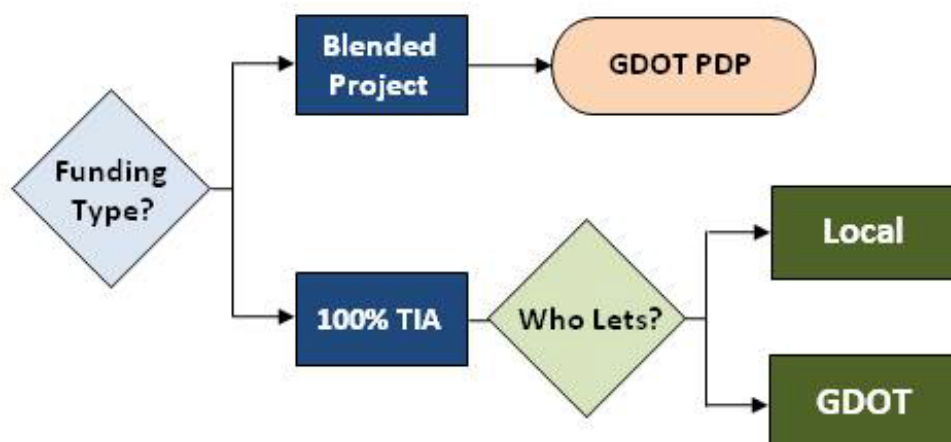 Blended
Project
GDOT PDP
Funding
Type?
Local
100% TIA
Who Lets?
GDOT